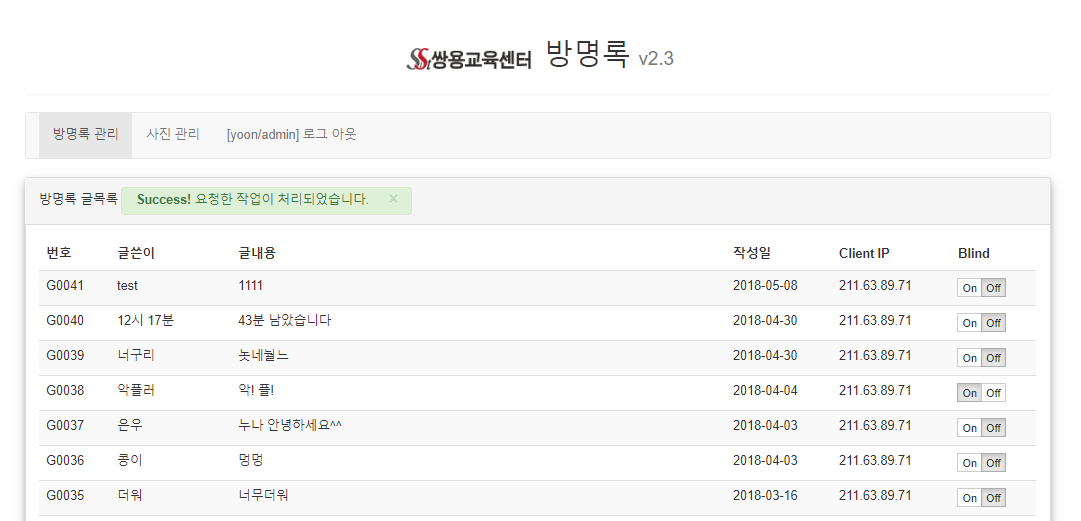 쌍용교육센터 방명록 v2.3
방명록 관리 사진 관리 [yoon/admin] 로그 아웃
방명록 글목록 Success! 요청한 작업이 처리되었습니다. ×
번호 글쓴이 글내용 작성일 Client IP Blind
G0041 test 1111 2018-05-08 211.63.89.71 On Off
G0040 12시 17분 43분 남았습니다 2018-04-30 211.63.89.71 On Off
G0039 너구리 놋네뭘느 2018-04-30 211.63.89.71 On Off
G0038 악플러 악! 플! 2018-04-04 211.63.89.71 On Off
G0037 은우 누나 안녕하세요^^ 2018-04-03 211.63.89.71 On Off
G0036 콩이 멍멍 2018-04-03 211.63.89.71 On Off
G0035 더워 너무더워 2018-03-16 211.63.89.71 On Off